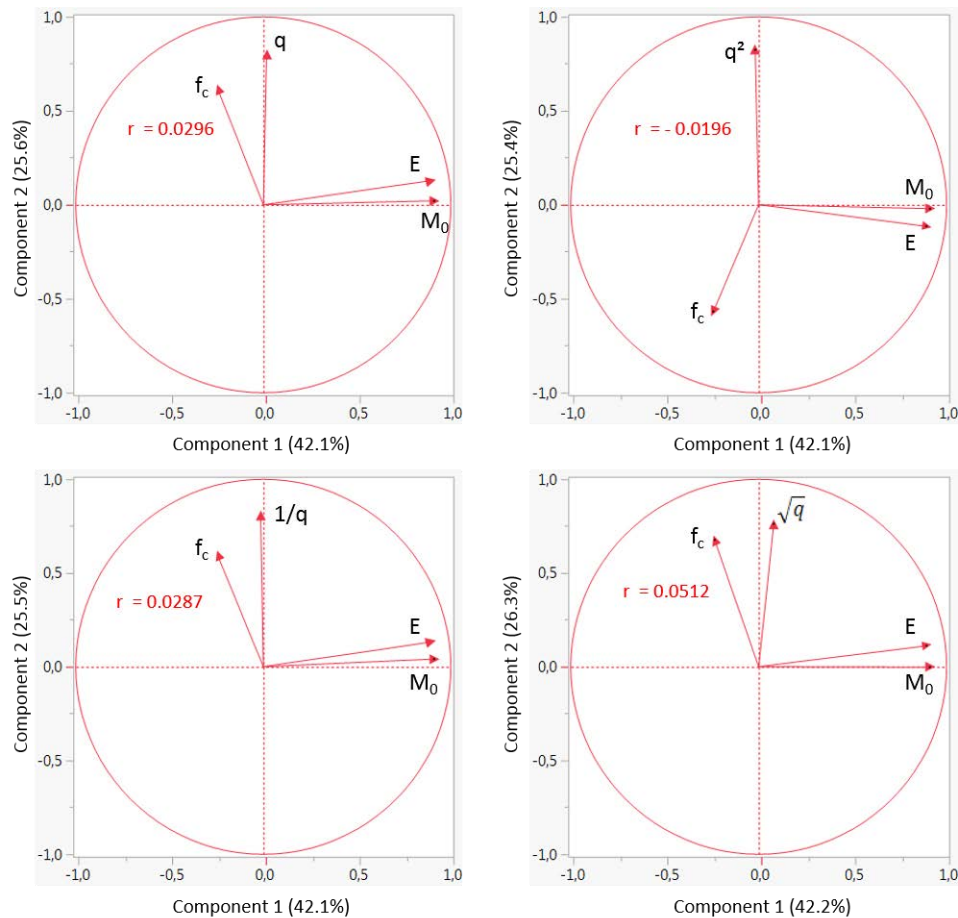 1,0
0,5
0,0
-0,5
-1,0
Component 2 (25.6%)
q
f_c
r = 0.0296
E
M_0
-1,0 -0,5 0,0 0,5 1,0
Component 1 (42.1%)
1,0
0,5
0,0
-0,5
-1,0
Component 2 (25.4%)
q²
r = - 0.0196
M_0
E
f_c
-1,0 -0,5 0,0 0,5 1,0
Component 1 (42.1%)
1,0
0,5
0,0
-0,5
-1,0
Component 2 (25.5%)
1/q
f_c
r = 0.0287
E
M_0
-1,0 -0,5 0,0 0,5 1,0
Component 1 (42.1%)
1,0
0,5
0,0
-0,5
-1,0
Component 2 (26.3%)
√q
f_c
r = 0.0512
E
M_0
-1,0 -0,5 0,0 0,5 1,0
Component 1 (42.2%)